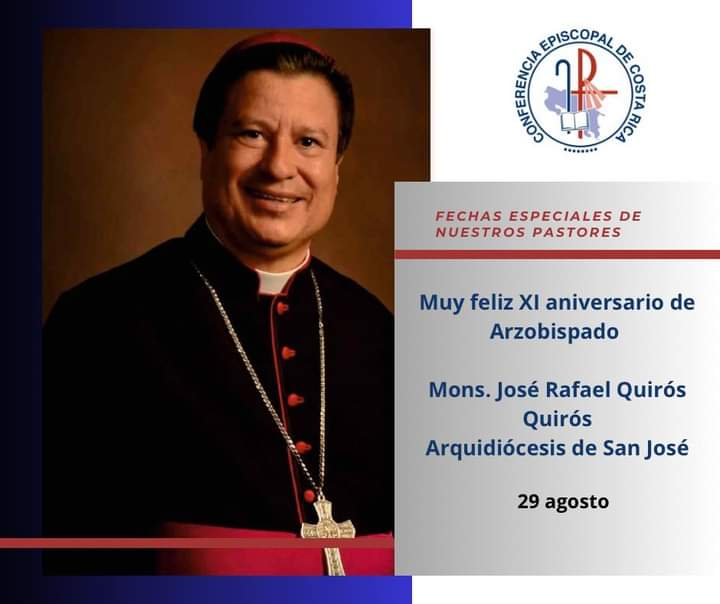 CONFERENCIA EPISCOPAL DE COSTA RICA
FECHAS ESPECIALES DE
NUESTROS PASTORES
Muy feliz XI aniversario de
Arzobispado
Mons. José Rafael Quirós
Quirós
Arquidiócesis de San José
29 agosto